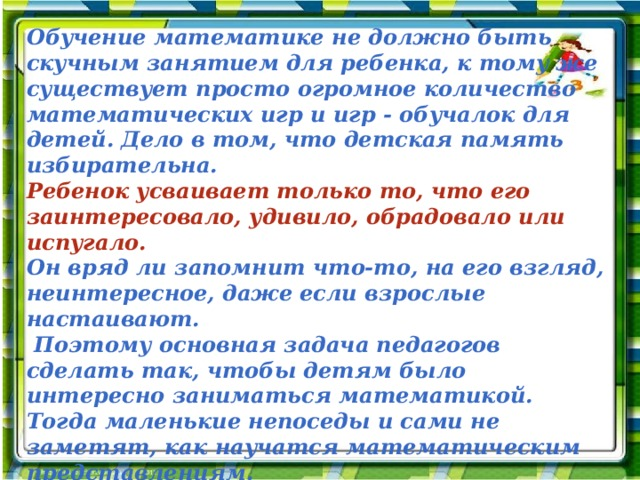 Обучение математике не должно быть
скучным занятием для ребенка, к тому же
существует просто огромное количество
математических игр и игр - обучалок для
детей. Дело в том, что детская память
избирательна.
Ребенок усваивает только то, что его
заинтересовало, удивило, обрадовало или
испугало.
Он вряд ли запомнит что-то, на его взгляд,
неинтересное, даже если взрослые
настаивают.
Поэтому основная задача педагогов
сделать так, чтобы детям было
интересно заниматься математикой.
Тогда маленькие непоседы и сами не
заметят, как научатся математическим
представлениям.